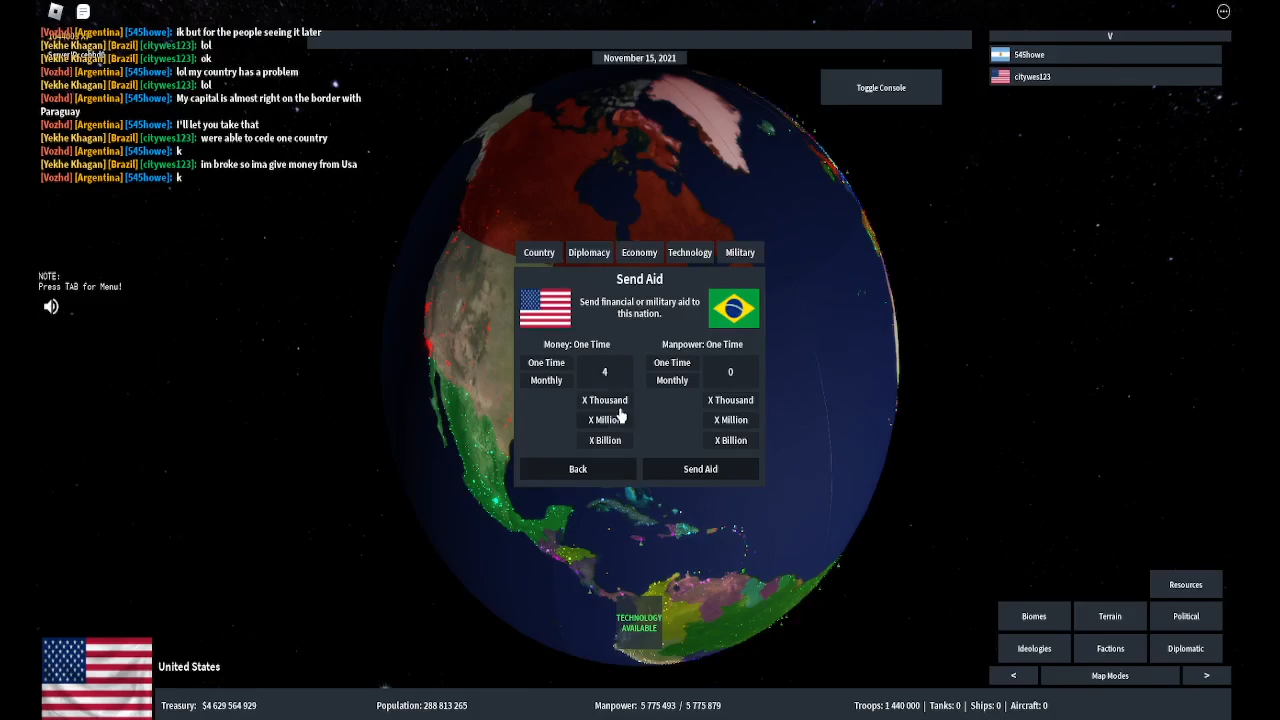 [Vozhd] [Argentina] [545howe]: ik but for the people seeing it later
[Yekhe Khagan] [Brazil] [citywes123]: lol
[Yekhe Khagan] [Brazil] [citywes123]: ok
[Vozhd] [Argentina] [545howe]: lol my country has a problem
[Yekhe Khagan] [Brazil] [citywes123]: lol
[Vozhd] [Argentina] [545howe]: My capital is almost right on the border with
Paraguay
[Vozhd] [Argentina] [545howe]: I'll let you take that
[Yekhe Khagan] [Brazil] [citywes123]: were able to cede one country
[Vozhd] [Argentina] [545howe]: k
[Yekhe Khagan] [Brazil] [citywes123]: im broke so ima give money from Usa
[Vozhd] [Argentina] [545howe]: k
NOTE:
Press TAB for Menu!
November 15, 2021
Toggle Console
V
545howe
citywes123
Country Diplomacy Economy Technology Military
Send Aid
Send financial or military aid to
this nation.
Money: One Time Manpower: One Time
One Time 4 One Time 0
Monthly Monthly
X Thousand X Thousand
X Million X Million
X Billion X Billion
Back Send Aid
TECHNOLOGY
AVAILABLE
Resources
Biomes Terrain Political
Ideologies Factions Diplomatic
< Map Modes >
United States
Treasury: $4 629 564 929 Population: 288 813 265 Manpower: 5 775 493 / 5 775 879 Troops: 1 440 000 | Tanks: 0 | Ships: 0 | Aircraft: 0